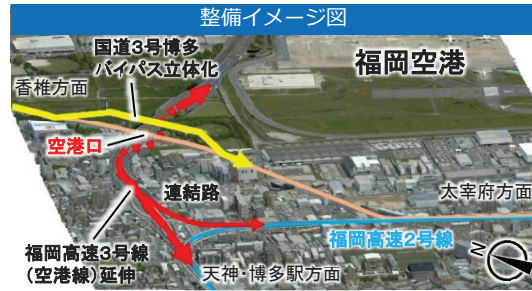 整備イメージ図
国道3号博多
バイパス立体化
福岡空港
香椎方面
空港口
連結路
太宰府方面
福岡高速2号線
福岡高速3号線
(空港線)延伸
天神・博多駅方面
N